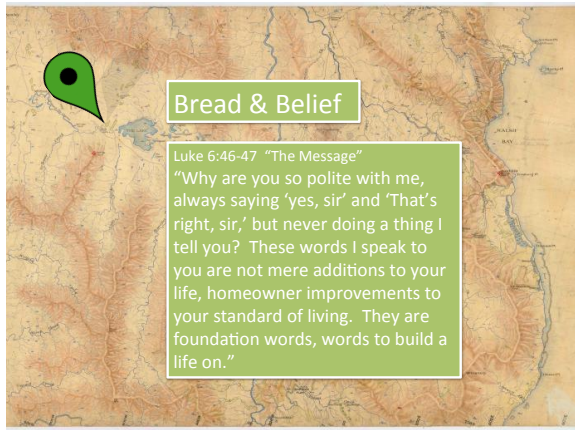 Bread & Belief
Luke 6:46-47 “The Message”
“Why are you so polite with me,
always saying ‘yes, sir’ and ‘That’s
right, sir,’ but never doing a thing I
tell you?  These words I speak to
you are not mere additions to your
life, homeowner improvements to
your standard of living.  They are
foundation words, words to build a
life on.”